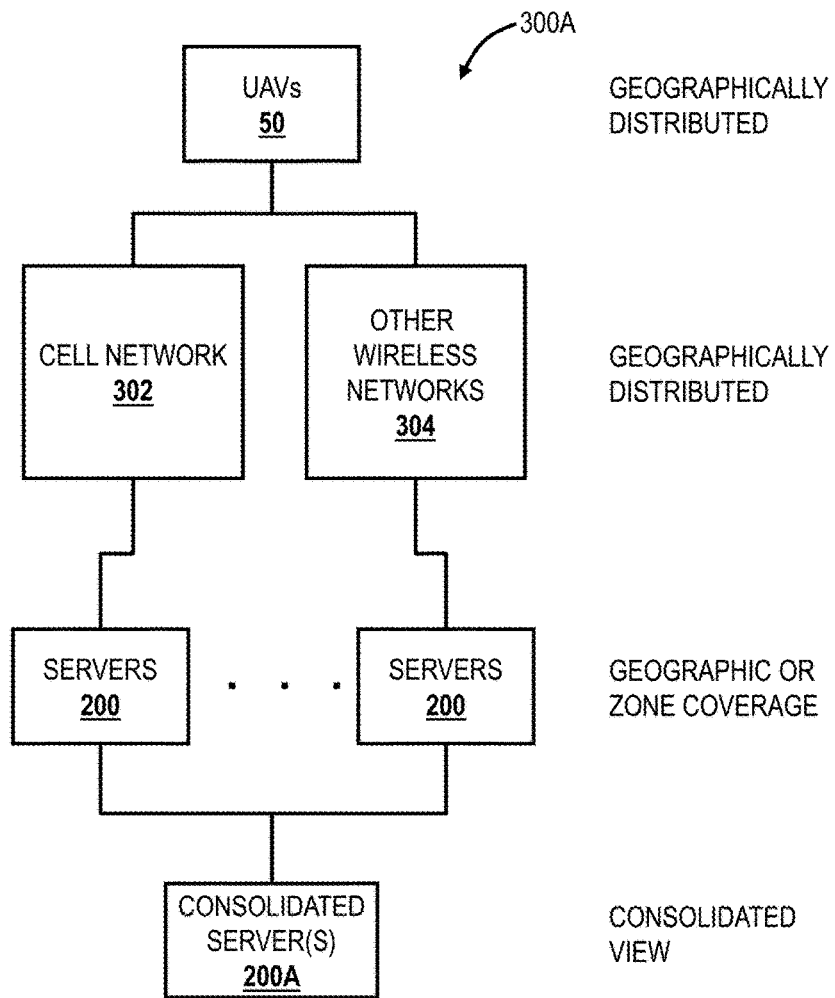 300A
UAVs
50
GEOGRAPHICALLY
DISTRIBUTED
CELL NETWORK
302
OTHER
WIRELESS
NETWORKS
304
GEOGRAPHICALLY
DISTRIBUTED
SERVERS
200
. . .
SERVERS
200
GEOGRAPHIC OR
ZONE COVERAGE
CONSOLIDATED
SERVER(S)
200A
CONSOLIDATED
VIEW